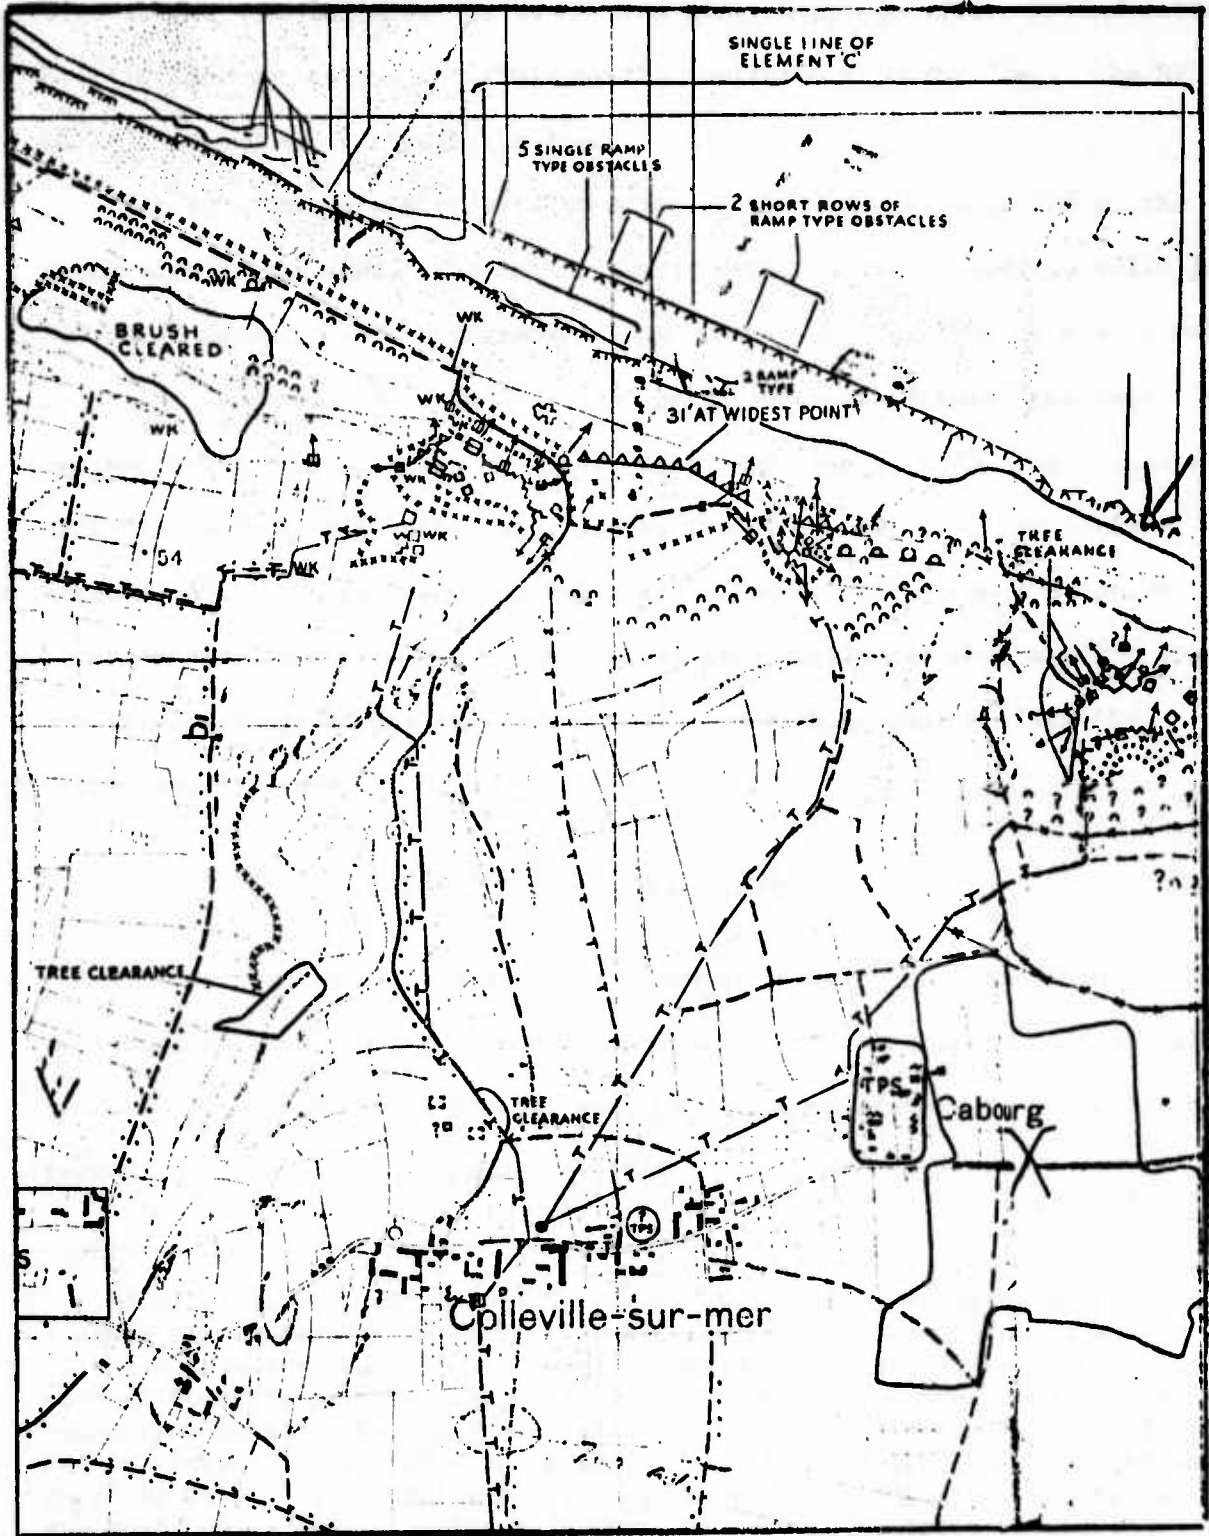 SINGLE LINE OF
ELEMENT 'C'
5 SINGLE RAMP
TYPE OBSTACLES
2 SHORT ROWS OF
RAMP TYPE OBSTACLES
WK
BRUSH
CLEARED
WK
2 RAMP
TYPE
WK
31' AT WIDEST POINT
WK
WK
WK
54
WK
TREE
CLEARANCE
TREE CLEARANCE
TPS
Cabourg
TREE
CLEARANCE
?
TPS
S
Colleville-sur-mer